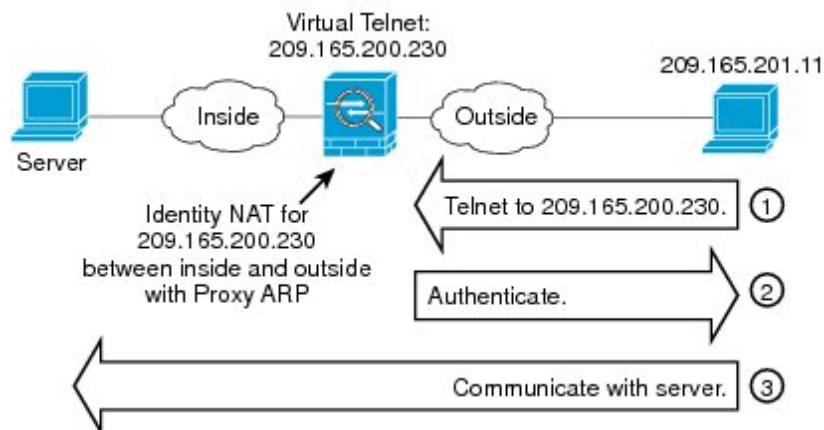 Virtual Telnet:
209.165.200.230
209.165.201.11
Inside
Outside
Server
Identity NAT for
209.165.200.230
between inside and outside
with Proxy ARP
Telnet to 209.165.200.230.
1
Authenticate.
2
Communicate with server.
3